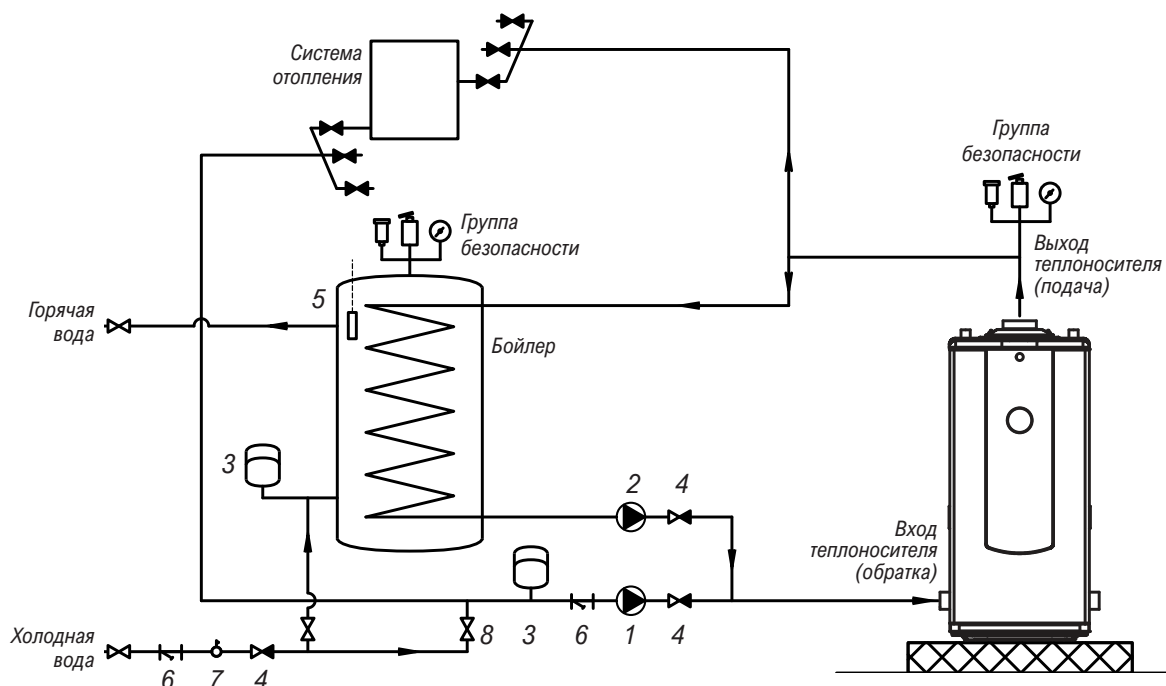 Система
отопления
Группа
безопасности
Группа
безопасности
Выход
теплоносителя
(подача)
5
Горячая
вода
Бойлер
3
2
4
Вход
теплоносителя
(обратка)
Холодная
вода
6
7
4
8
3
6
1
4